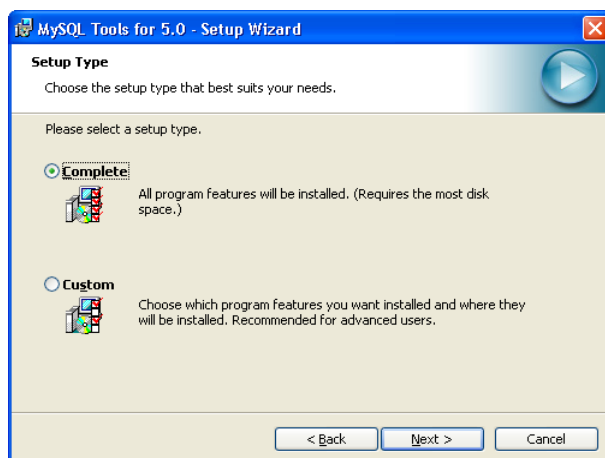 MySQL Tools for 5.0 - Setup Wizard
Setup Type
Choose the setup type that best suits your needs.
Please select a setup type.
Complete
All program features will be installed. (Requires the most disk
space.)
Custom
Choose which program features you want installed and where they
will be installed. Recommended for advanced users.
< Back
Next >
Cancel